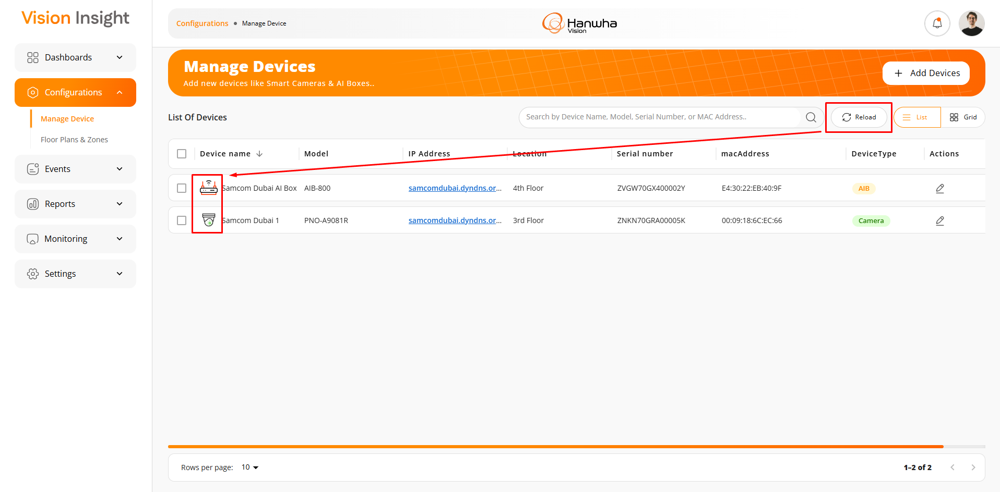 Vision Insight
Configurations • Manage Device
Hanwha
Vision
Dashboards
Configurations
Manage Device
Floor Plans & Zones
Events
Reports
Monitoring
Settings
Manage Devices
Add new devices like Smart Cameras & AI Boxes..
+ Add Devices
List Of Devices
Search by Device Name, Model, Serial Number, or MAC Address..
Reload
List
Grid
Device name Model IP Address Location Serial number macAddress DeviceType Actions
Samcom Dubai AI Box AIB-800 samcomdubai.dyndns.or... 4th Floor ZVGW70GX400002Y E4:30:22:EB:40:9F AIB
Samcom Dubai 1 PNO-A9081R samcomdubai.dyndns.or... 3rd Floor ZNKN70GRA00005K 00:09:18:6C:EC:66 Camera
Rows per page: 10
1–2 of 2